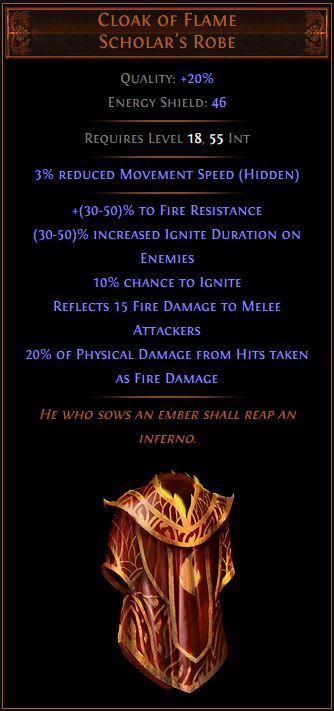 Cloak of Flame
Scholar's Robe
Quality: +20%
Energy Shield: 46
Requires Level 18, 55 Int
3% reduced Movement Speed (Hidden)
+(30-50)% to Fire Resistance
(30-50)% increased Ignite Duration on
Enemies
10% chance to Ignite
Reflects 15 Fire Damage to Melee
Attackers
20% of Physical Damage from Hits taken
as Fire Damage
He who sows an ember shall reap an
inferno.